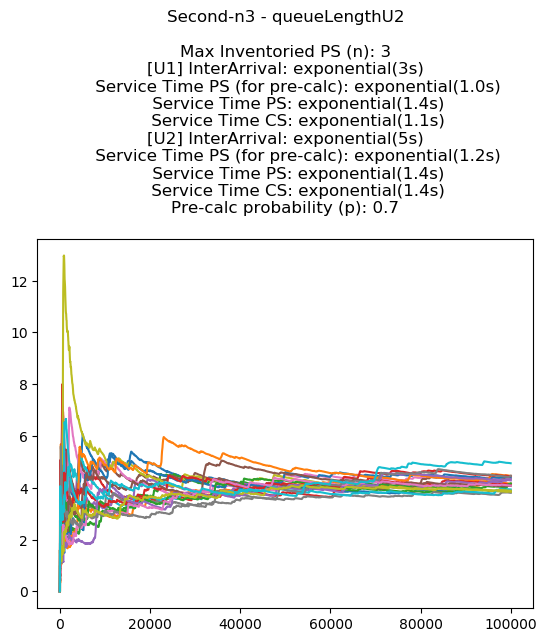 Second-n3 - queueLengthU2
Max Inventoried PS (n): 3
[U1] InterArrival: exponential(3s)
Service Time PS (for pre-calc): exponential(1.0s)
Service Time PS: exponential(1.4s)
Service Time CS: exponential(1.1s)
[U2] InterArrival: exponential(5s)
Service Time PS (for pre-calc): exponential(1.2s)
Service Time PS: exponential(1.4s)
Service Time CS: exponential(1.4s)
Pre-calc probability (p): 0.7
12
10
8
6
4
2
0
0 20000 40000 60000 80000 100000